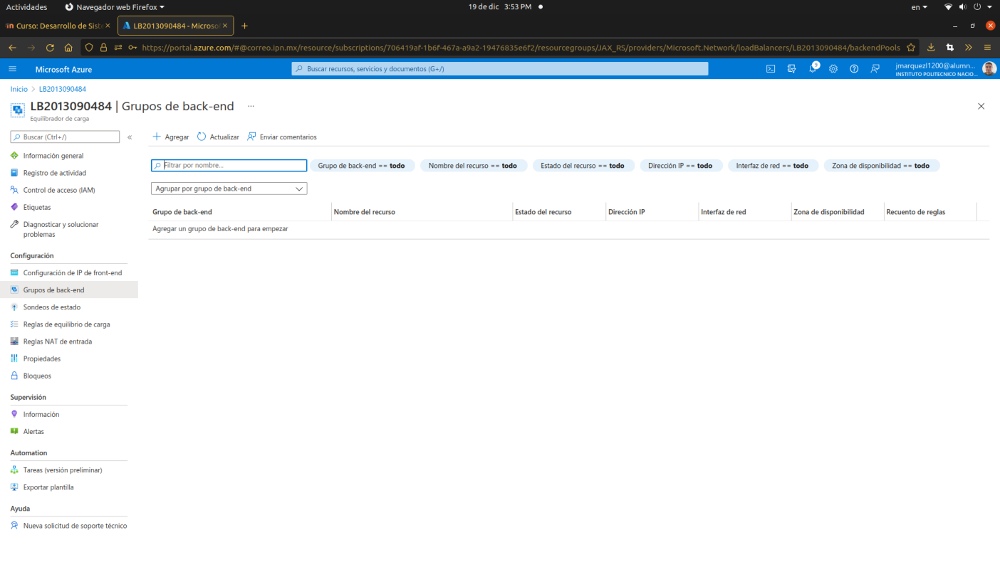 Actividades Navegador web Firefox 19 de dic 3:53 PM en
Curso: Desarrollo de Siste LB2013090484 - Microsof
https://portal.azure.com/#@correo.ipn.mx/resource/subscriptions/706419af-1b6f-467a-a9a2-19476835e6f2/resourcegroups/JAX_RS/providers/Microsoft.Network/loadBalancers/LB2013090484/backendPools
Microsoft Azure Buscar recursos, servicios y documentos (G+/) 9 jmarquezl1200@alumn...
INSTITUTO POLITECNICO NACIO...
Inicio > LB2013090484
LB2013090484 | Grupos de back-end ...
Equilibrador de carga
Buscar (Ctrl+/) « Agregar Actualizar Enviar comentarios
Información general
Filtrar por nombre... Grupo de back-end == todo Nombre del recurso == todo Estado del recurso == todo Dirección IP == todo Interfaz de red == todo Zona de disponibilidad == todo
Registro de actividad
Control de acceso (IAM) Agrupar por grupo de back-end
Etiquetas
Grupo de back-end Nombre del recurso Estado del recurso Dirección IP Interfaz de red Zona de disponibilidad Recuento de reglas
Agregar un grupo de back-end para empezar
Diagnosticar y solucionar
problemas
Configuración
Configuración de IP de front-end
Grupos de back-end
Sondeos de estado
Reglas de equilibrio de carga
Reglas NAT de entrada
Propiedades
Bloqueos
Supervisión
Información
Alertas
Automation
Tareas (versión preliminar)
Exportar plantilla
Ayuda
Nueva solicitud de soporte técnico